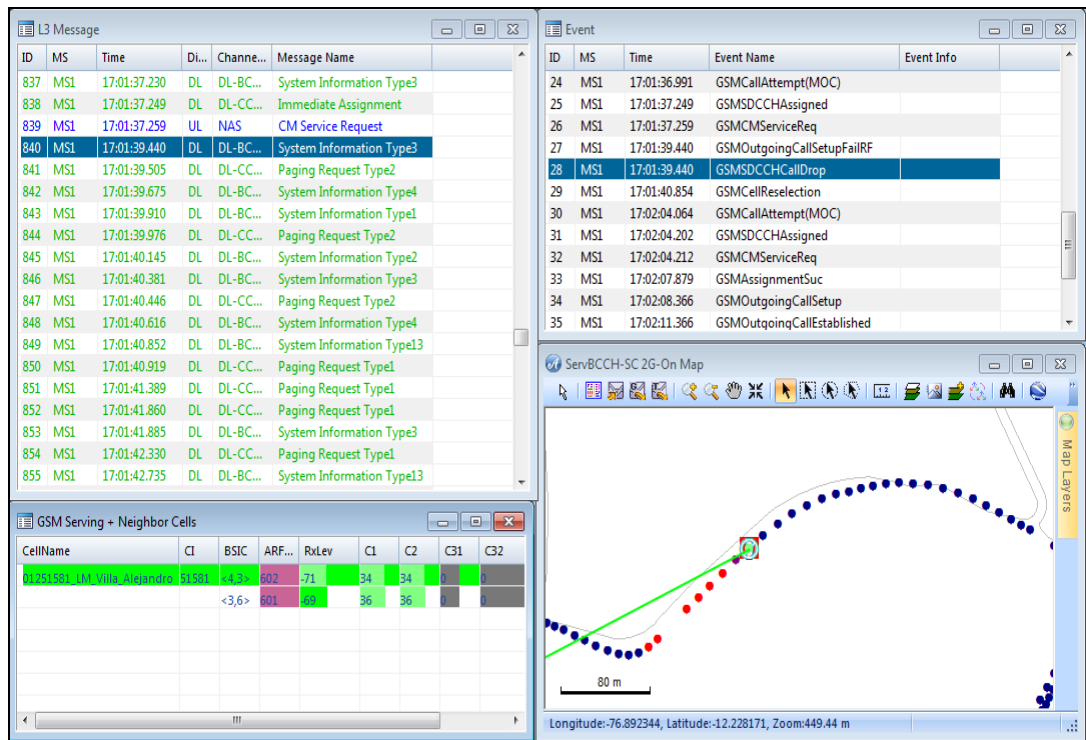 L3 Message
ID MS Time Di... Channe... Message Name
837 MS1 17:01:37.230 DL DL-BC... System Information Type3
838 MS1 17:01:37.249 DL DL-CC... Immediate Assignment
839 MS1 17:01:37.259 UL NAS CM Service Request
840 MS1 17:01:39.440 DL DL-BC... System Information Type3
841 MS1 17:01:39.505 DL DL-CC... Paging Request Type2
842 MS1 17:01:39.675 DL DL-BC... System Information Type4
843 MS1 17:01:39.910 DL DL-BC... System Information Type1
844 MS1 17:01:39.976 DL DL-CC... Paging Request Type2
845 MS1 17:01:40.145 DL DL-BC... System Information Type2
846 MS1 17:01:40.381 DL DL-BC... System Information Type3
847 MS1 17:01:40.446 DL DL-CC... Paging Request Type2
848 MS1 17:01:40.616 DL DL-BC... System Information Type4
849 MS1 17:01:40.852 DL DL-BC... System Information Type13
850 MS1 17:01:40.919 DL DL-CC... Paging Request Type1
851 MS1 17:01:41.389 DL DL-CC... Paging Request Type1
852 MS1 17:01:41.860 DL DL-CC... Paging Request Type1
853 MS1 17:01:41.885 DL DL-BC... System Information Type3
854 MS1 17:01:42.330 DL DL-CC... Paging Request Type1
855 MS1 17:01:42.735 DL DL-BC... System Information Type13
Event
ID MS Time Event Name Event Info
24 MS1 17:01:36.991 GSMCallAttempt(MOC)
25 MS1 17:01:37.249 GSMSDCCHAssigned
26 MS1 17:01:37.259 GSMCMServiceReq
27 MS1 17:01:39.440 GSMOutgoingCallSetupFailRF
28 MS1 17:01:39.440 GSMSDCCHCallDrop
29 MS1 17:01:40.854 GSMCellReselection
30 MS1 17:02:04.064 GSMCallAttempt(MOC)
31 MS1 17:02:04.202 GSMSDCCHAssigned
32 MS1 17:02:04.212 GSMCMServiceReq
33 MS1 17:02:07.879 GSMAssignmentSuc
34 MS1 17:02:08.366 GSMOutgoingCallSetup
35 MS1 17:02:11.366 GSMOutgoingCallEstablished
GSM Serving + Neighbor Cells
CellName CI BSIC ARF... RxLev C1 C2 C31 C32
01251581_LM_Villa_Alejandro 51581 <4,3> 602 -71 34 34 0 0
<3,6> 601 -69 36 36 0 0
ServBCCH-SC 2G-On Map
1.2
Map Layers
80 m
Longitude:-76.892344, Latitude:-12.228171, Zoom:449.44 m